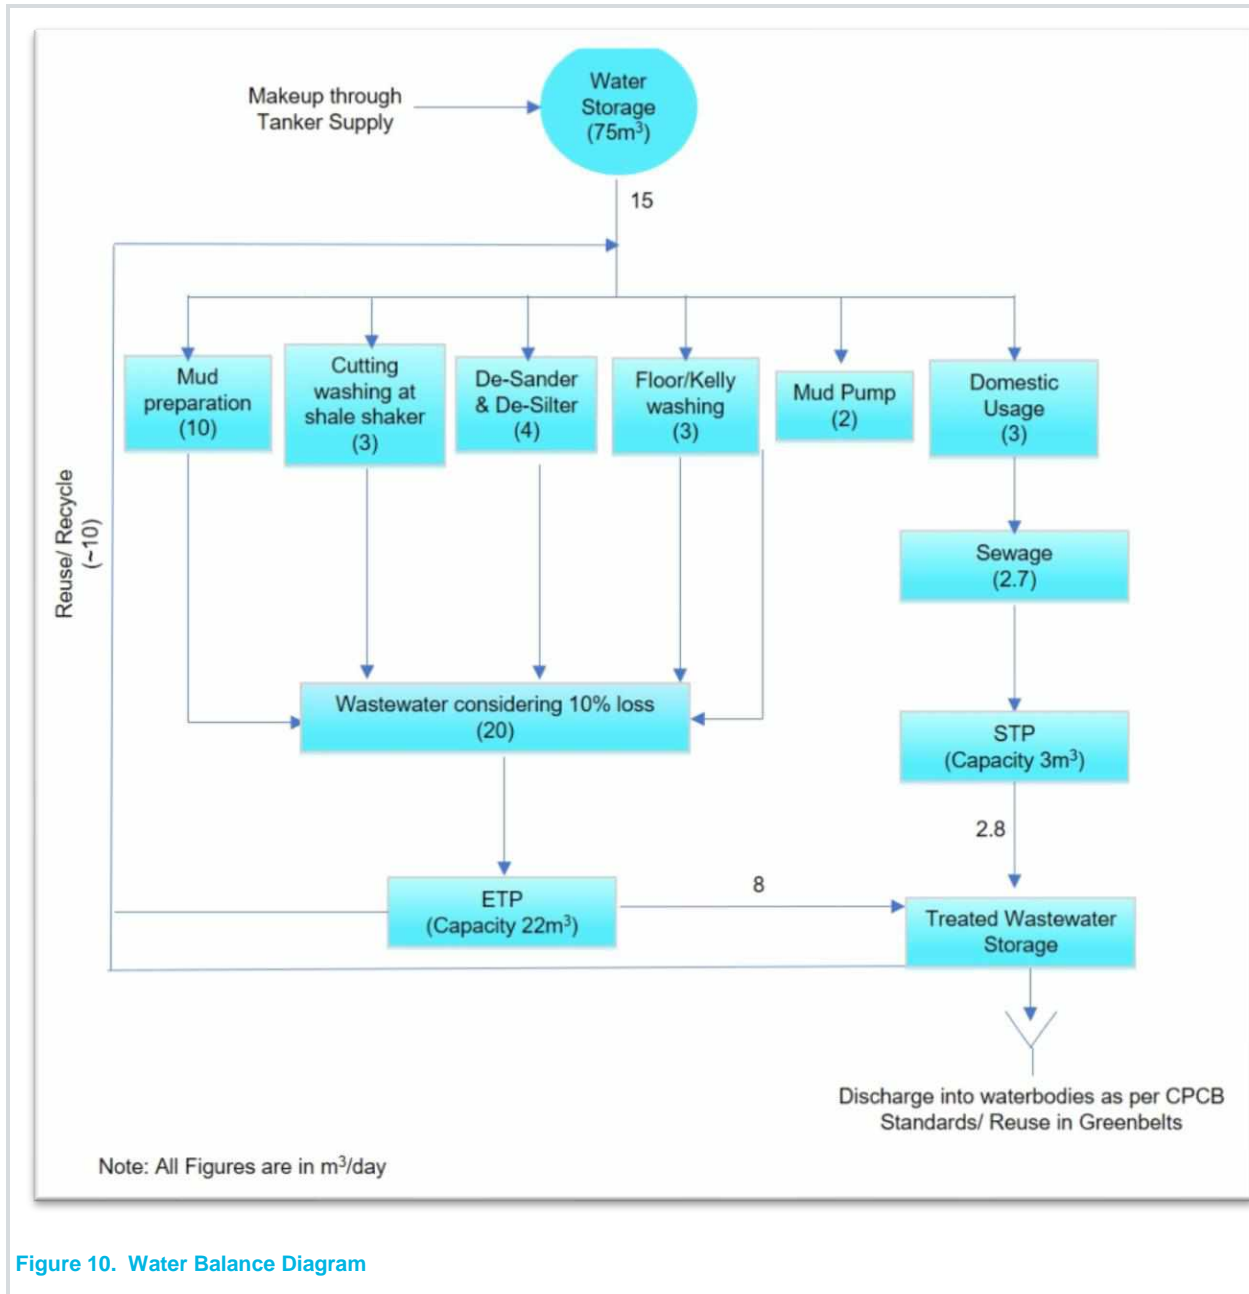 Makeup through
Tanker Supply
Water
Storage
(75m³)
15
Mud
preparation
(10)
Cutting
washing at
shale shaker
(3)
De-Sander
& De-Silter
(4)
Floor/Kelly
washing
(3)
Mud Pump
(2)
Domestic
Usage
(3)
Reuse/ Recycle
(~10)
Sewage
(2.7)
Wastewater considering 10% loss
(20)
STP
(Capacity 3m³)
2.8
ETP
(Capacity 22m³)
8
Treated Wastewater
Storage
Discharge into waterbodies as per CPCB
Standards/ Reuse in Greenbelts
Note: All Figures are in m³/day
Figure 10. Water Balance Diagram